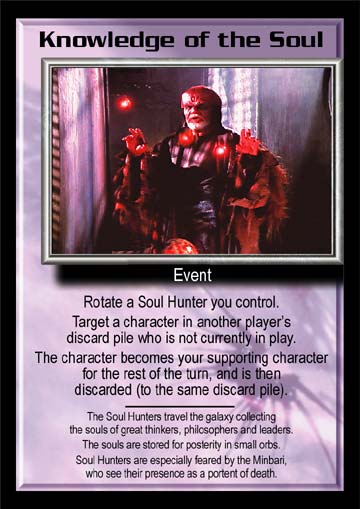 Knowledge of the Soul
Event
Rotate a Soul Hunter you control.
Target a character in another player's
discard pile who is not currently in play.
The character becomes your supporting character
for the rest of the turn, and is then
discarded (to the same discard pile).
The Soul Hunters travel the galaxy collecting
the souls of great thinkers, philsophers and leaders.
The souls are stored for posterity in small orbs.
Soul Hunters are especially feared by the Minbari,
who see their presence as a portent of death.